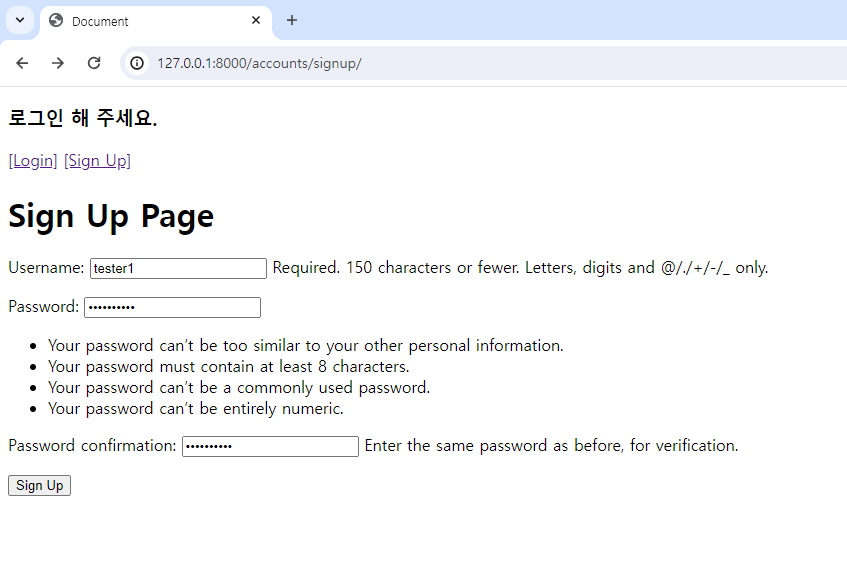 Document
127.0.0.1:8000/accounts/signup/
로그인 해 주세요.
[Login] [Sign Up]
Sign Up Page
Username: tester1 Required. 150 characters or fewer. Letters, digits and @/./+/-/_ only.
Password: ••••••••••
• Your password can't be too similar to your other personal information.
• Your password must contain at least 8 characters.
• Your password can't be a commonly used password.
• Your password can't be entirely numeric.
Password confirmation: •••••••••• Enter the same password as before, for verification.
Sign Up